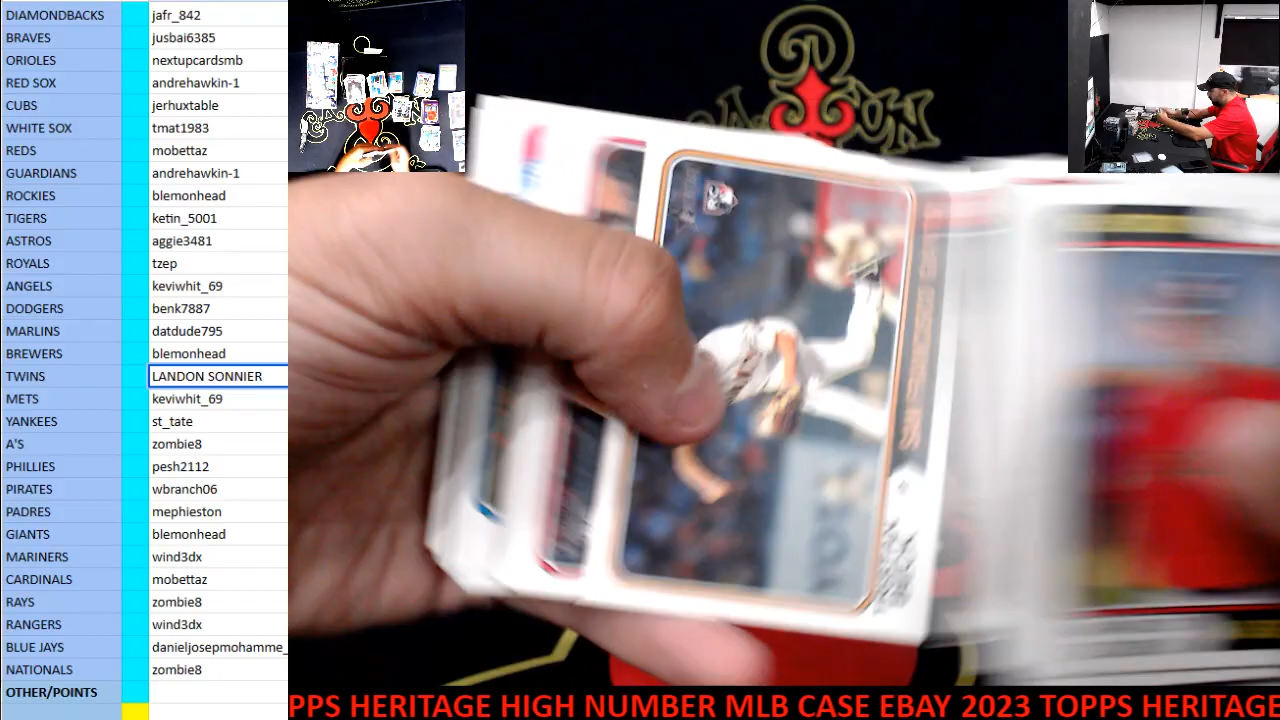 DIAMONDBACKS jafr_842
BRAVES jusbai6385
ORIOLES nextupcardsmb
RED SOX andrehawkin-1
CUBS jerhuxtable
WHITE SOX tmat1983
REDS mobettaz
GUARDIANS andrehawkin-1
ROCKIES blemonhead
TIGERS ketin_5001
ASTROS aggie3481
ROYALS tzep
ANGELS keviwhit_69
DODGERS benk7887
MARLINS datdude795
BREWERS blemonhead
TWINS LANDON SONNIER
METS keviwhit_69
YANKEES st_tate
A'S zombie8
PHILLIES pesh2112
PIRATES wbranch06
PADRES mephieston
GIANTS blemonhead
MARINERS wind3dx
CARDINALS mobettaz
RAYS zombie8
RANGERS wind3dx
BLUE JAYS danieljosepmohamme_
NATIONALS zombie8
OTHER/POINTS
PPS HERITAGE HIGH NUMBER MLB CASE EBAY 2023 TOPPS HERITAGE